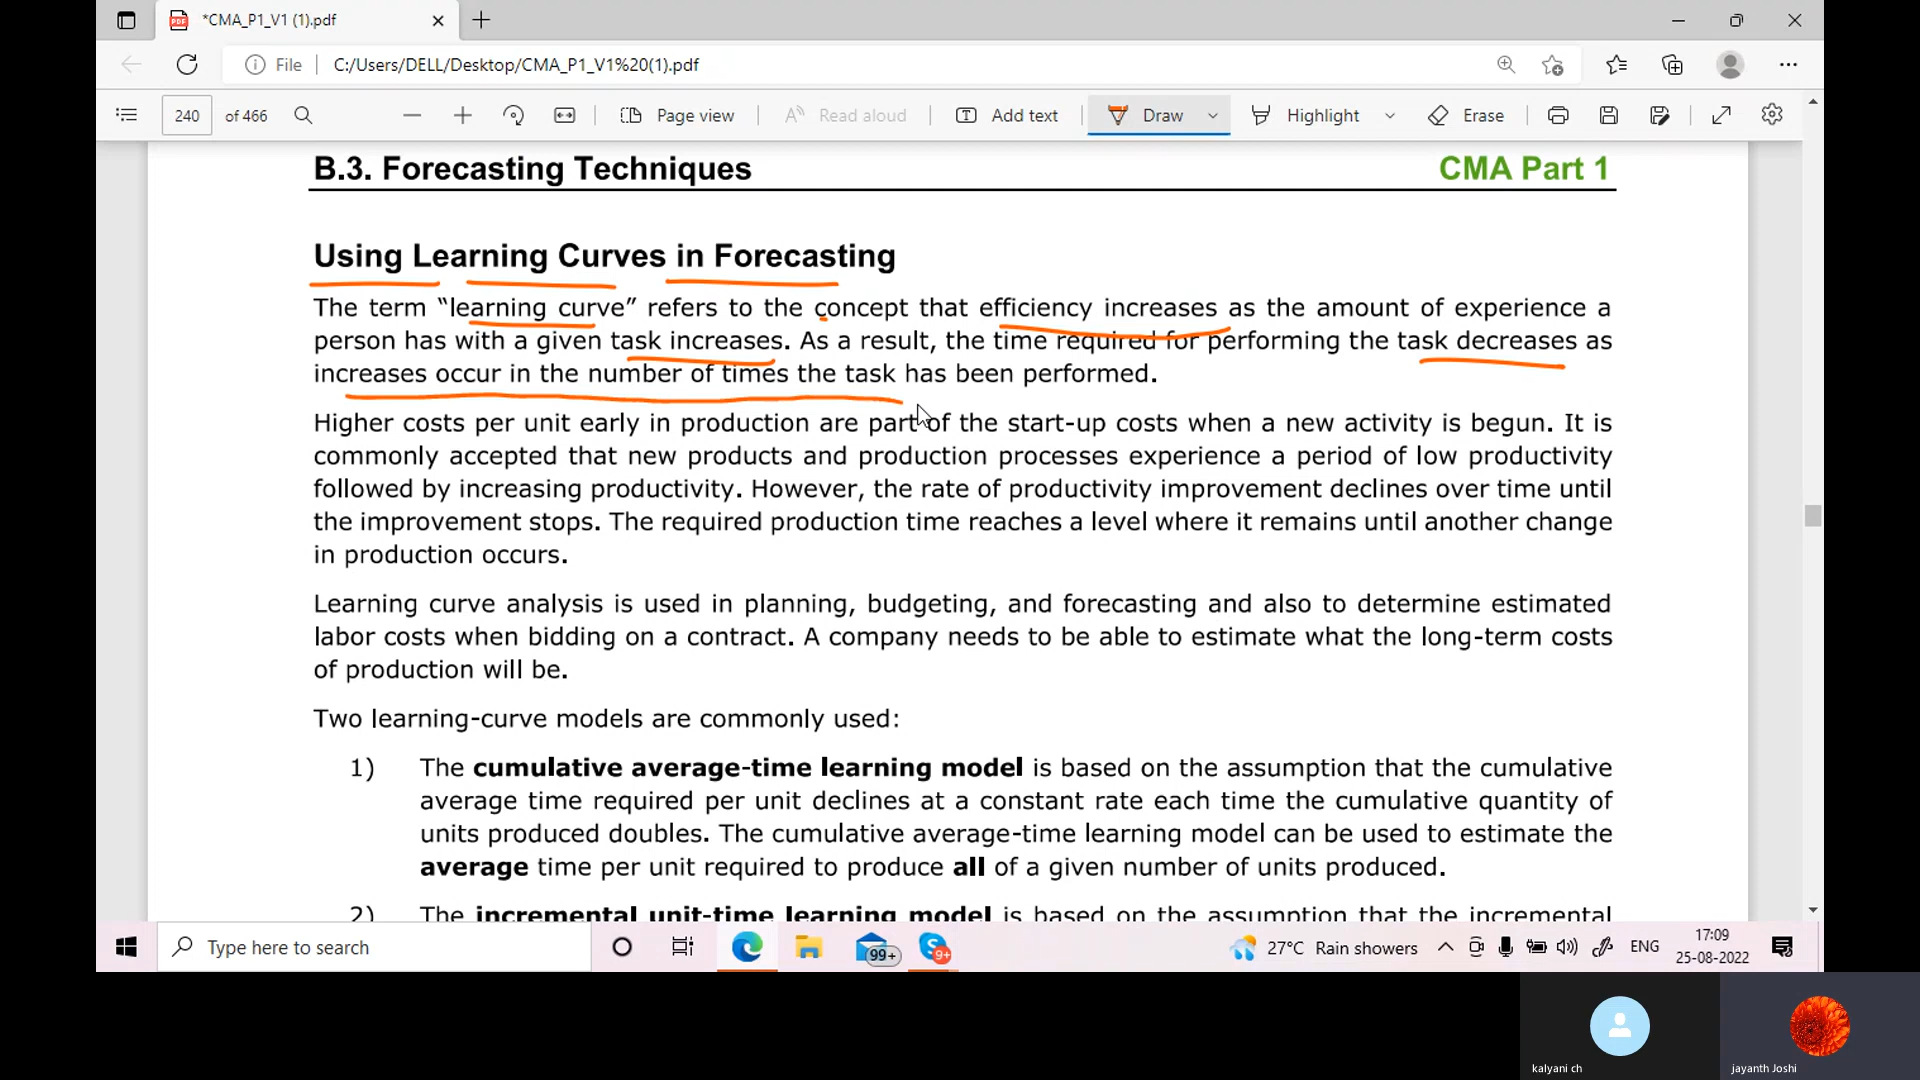 *CMA_P1_V1 (1).pdf
File C:/Users/DELL/Desktop/CMA_P1_V1%20(1).pdf
240 of 466 Page view Read aloud Add text Draw Highlight Erase
B.3. Forecasting Techniques CMA Part 1
Using Learning Curves in Forecasting
The term “learning curve” refers to the concept that efficiency increases as the amount of experience a
person has with a given task increases. As a result, the time required for performing the task decreases as
increases occur in the number of times the task has been performed.
Higher costs per unit early in production are part of the start-up costs when a new activity is begun. It is
commonly accepted that new products and production processes experience a period of low productivity
followed by increasing productivity. However, the rate of productivity improvement declines over time until
the improvement stops. The required production time reaches a level where it remains until another change
in production occurs.
Learning curve analysis is used in planning, budgeting, and forecasting and also to determine estimated
labor costs when bidding on a contract. A company needs to be able to estimate what the long-term costs
of production will be.
Two learning-curve models are commonly used:
1) The cumulative average-time learning model is based on the assumption that the cumulative
average time required per unit declines at a constant rate each time the cumulative quantity of
units produced doubles. The cumulative average-time learning model can be used to estimate the
average time per unit required to produce all of a given number of units produced.
2) The incremental unit-time learning model is based on the assumption that the incremental
Type here to search 99+ 9+ 27°C Rain showers ENG 17:09
25-08-2022
kalyani ch jayanth Joshi